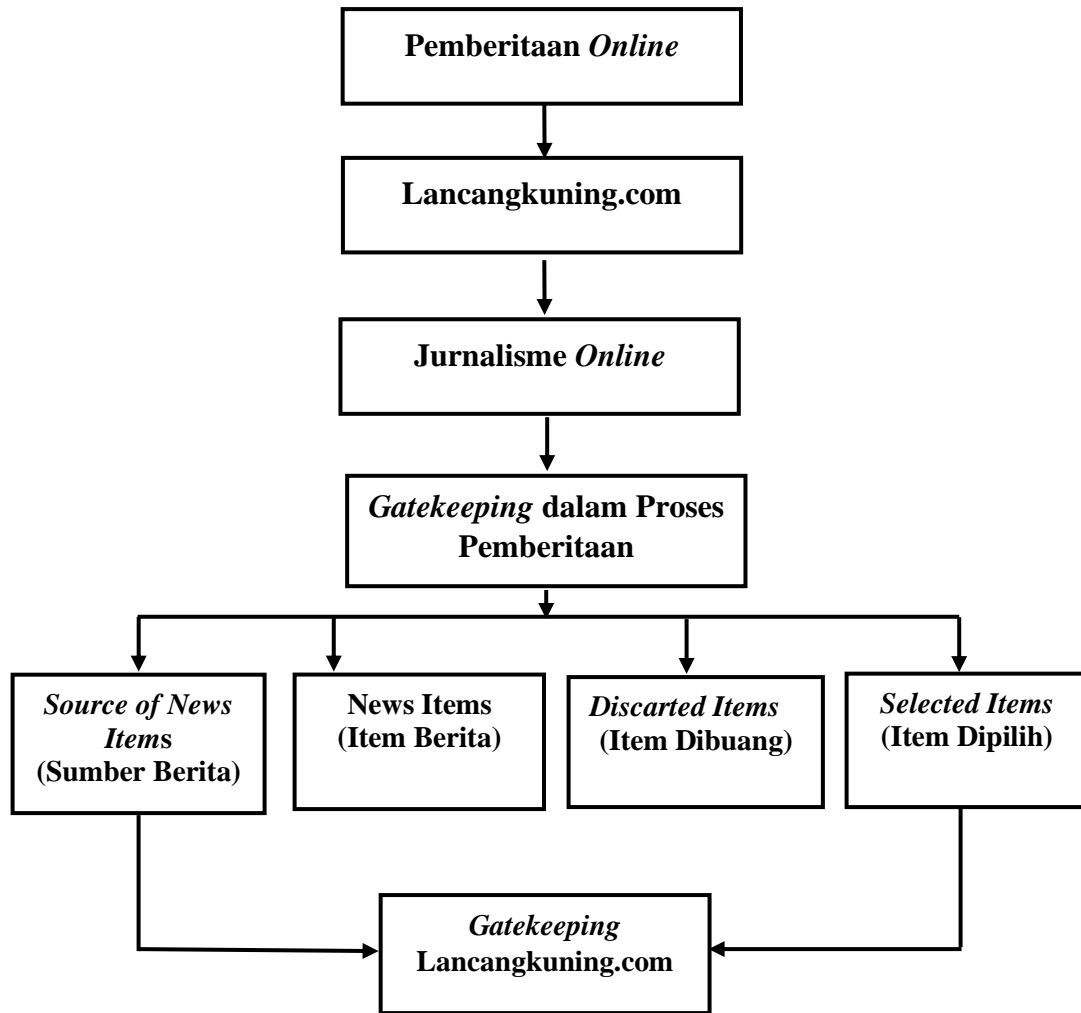 Pemberitaan Online
Lancangkuning.com
Jurnalisme Online
Gatekeeping dalam Proses
Pemberitaan
Source of News
Items
(Sumber Berita)
News Items
(Item Berita)
Discarted Items
(Item Dibuang)
Selected Items
(Item Dipilih)
Gatekeeping
Lancangkuning.com